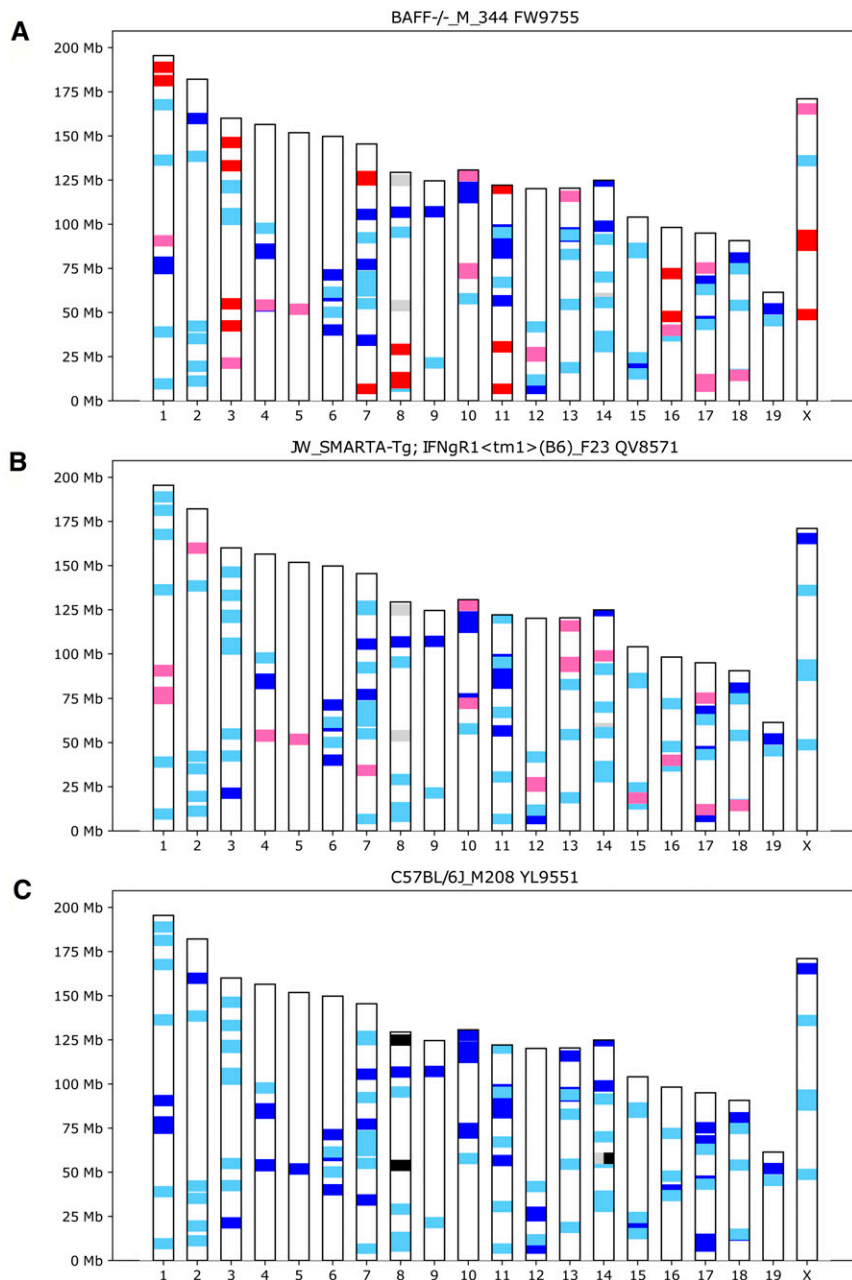 A
BAFF-/-_M_344 FW9755
200 Mb
175 Mb
150 Mb
125 Mb
100 Mb
75 Mb
50 Mb
25 Mb
0 Mb
1 2 3 4 5 6 7 8 9 10 11 12 13 14 15 16 17 18 19 X
B
JW_SMARTA-Tg; IFNgR1<tm1>(B6)_F23 QV8571
200 Mb
175 Mb
150 Mb
125 Mb
100 Mb
75 Mb
50 Mb
25 Mb
0 Mb
1 2 3 4 5 6 7 8 9 10 11 12 13 14 15 16 17 18 19 X
C
C57BL/6J_M208 YL9551
200 Mb
175 Mb
150 Mb
125 Mb
100 Mb
75 Mb
50 Mb
25 Mb
0 Mb
1 2 3 4 5 6 7 8 9 10 11 12 13 14 15 16 17 18 19 X